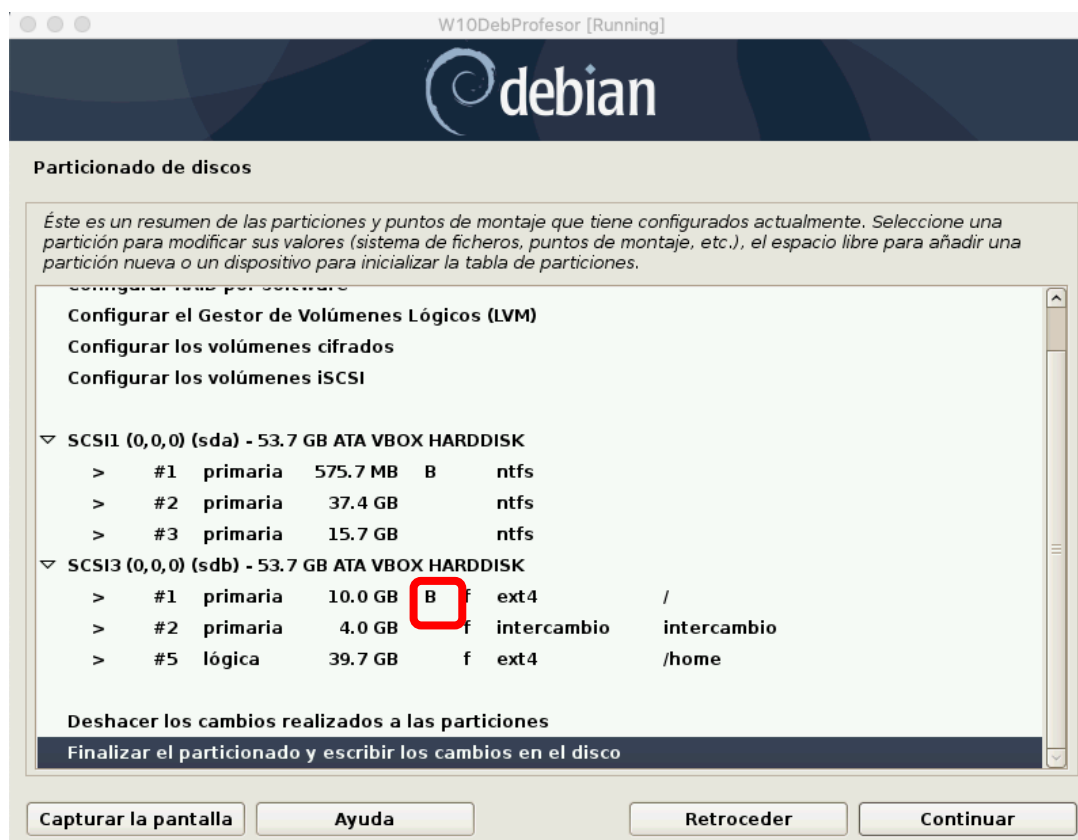 W10DebProfesor [Running]
debian
Particionado de discos
Éste es un resumen de las particiones y puntos de montaje que tiene configurados actualmente. Seleccione una
partición para modificar sus valores (sistema de ficheros, puntos de montaje, etc.), el espacio libre para añadir una
partición nueva o un dispositivo para inicializar la tabla de particiones.
Configurar RAID por software
Configurar el Gestor de Volúmenes Lógicos (LVM)
Configurar los volúmenes cifrados
Configurar los volúmenes iSCSI
SCSI1 (0,0,0) (sda) - 53.7 GB ATA VBOX HARDDISK
> #1 primaria 575.7 MB B ntfs
> #2 primaria 37.4 GB ntfs
> #3 primaria 15.7 GB ntfs
SCSI3 (0,0,0) (sdb) - 53.7 GB ATA VBOX HARDDISK
> #1 primaria 10.0 GB B f ext4 /
> #2 primaria 4.0 GB f intercambio intercambio
> #5 lógica 39.7 GB f ext4 /home
Deshacer los cambios realizados a las particiones
Finalizar el particionado y escribir los cambios en el disco
Capturar la pantalla Ayuda Retroceder Continuar